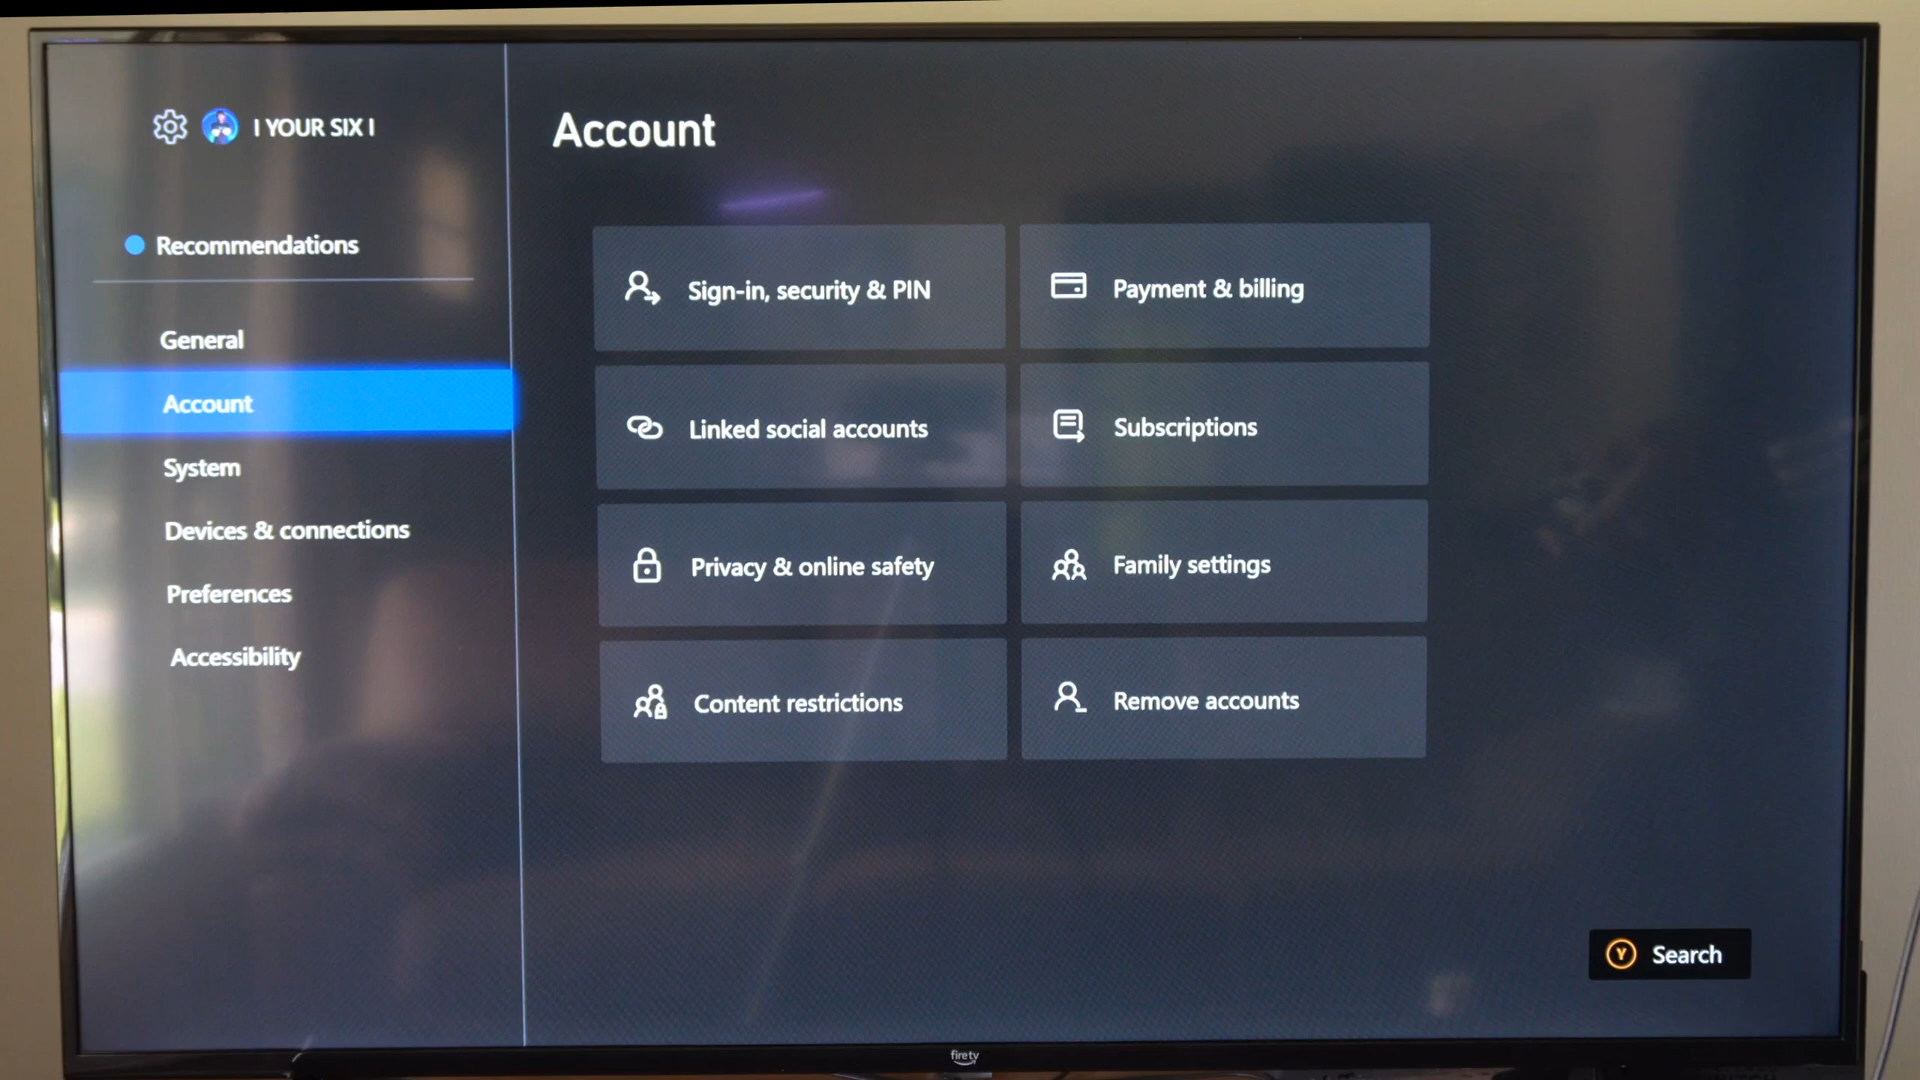 I YOUR SIX I
Account
Recommendations
General
Account
System
Devices & connections
Preferences
Accessibility
Sign-in, security & PIN
Payment & billing
Linked social accounts
Subscriptions
Privacy & online safety
Family settings
Content restrictions
Remove accounts
Y Search
firetv